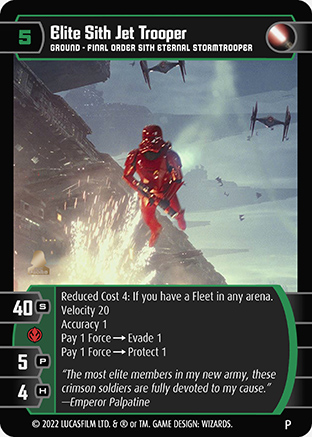 5 Elite Sith Jet Trooper
GROUND - FINAL ORDER SITH ETERNAL STORMTROOPER
40 S
5 P
4 H
Reduced Cost 4: If you have a Fleet in any arena.
Velocity 20
Accuracy 1
Pay 1 Force → Evade 1
Pay 1 Force → Protect 1
“The most elite members in my new army, these
crimson soldiers are fully devoted to my cause.”
—Emperor Palpatine
© 2022 LUCASFILM LTD. & ® or TM. GAME DESIGN: WIZARDS. P